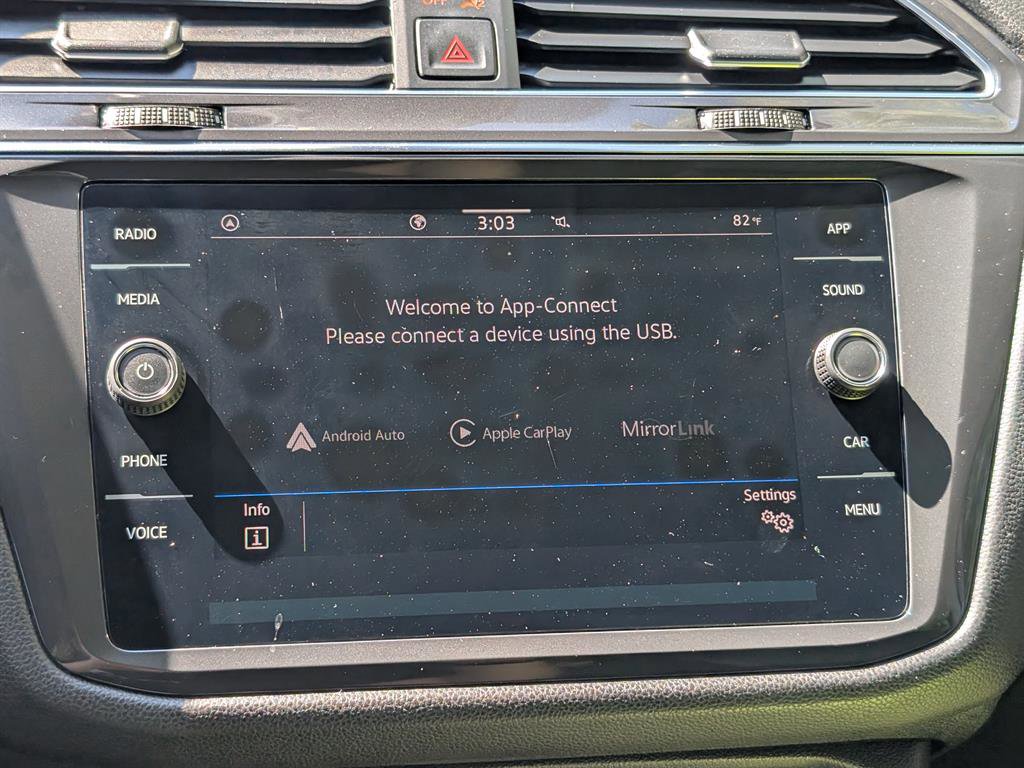 OFF
RADIO
3:03
82°F
APP
MEDIA
SOUND
Welcome to App-Connect
Please connect a device using the USB.
Android Auto
Apple CarPlay
MirrorLink
PHONE
CAR
VOICE
Info
i
Settings
MENU